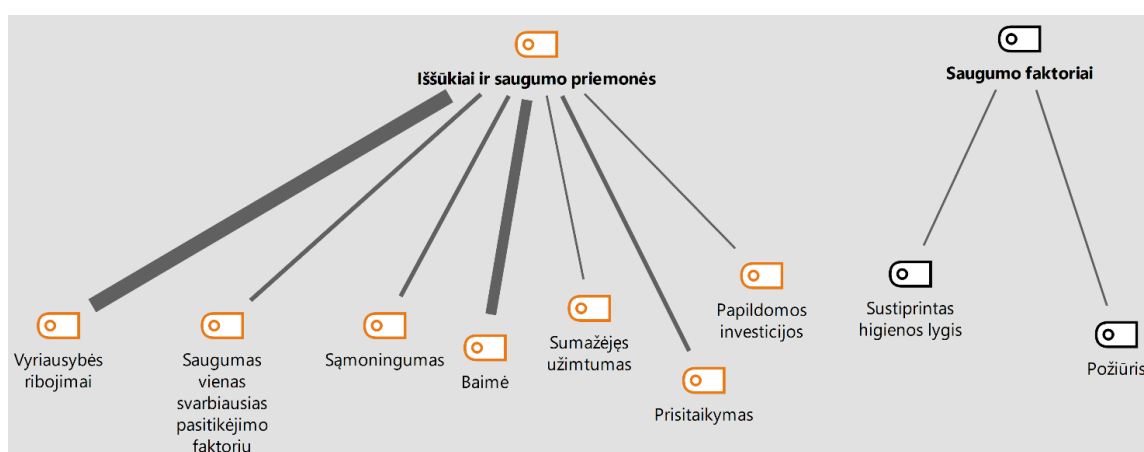 Iššūkiai ir saugumo priemonės
Saugumo faktoriai
Vyriausybės
ribojimai
Saugumas
vienas
svarbiausias
pasitikėjimo
faktorių
Sąmoningumas
Baimė
Sumažėjęs
užimtumas
Prisitaikymas
Papildomos
investicijos
Sustiprintas
higienos lygis
Požiūris